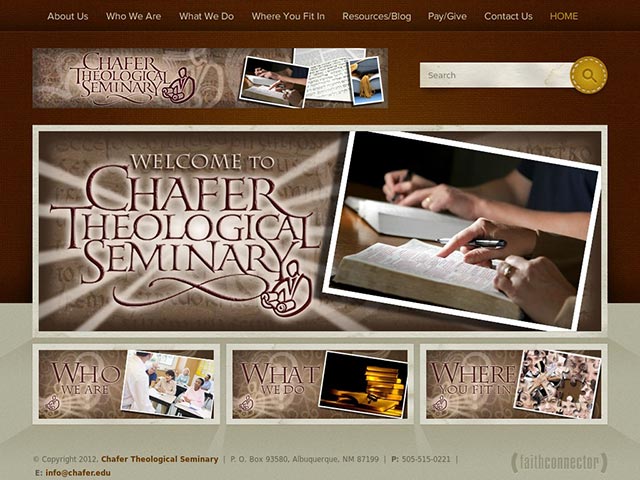 About Us Who We Are What We Do Where You Fit In Resources/Blog Pay/Give Contact Us HOME
CHAFER
THEOLOGICAL
SEMINARY
Search
WELCOME TO
CHAFER
THEOLOGICAL
SEMINARY
WHO
WE ARE
WHAT
WE DO
WHERE
YOU FIT IN
© Copyright 2012, Chafer Theological Seminary | P. O. Box 93580, Albuquerque, NM 87199 | P: 505-515-0221 |
E: info@chafer.edu
(faithconnector)